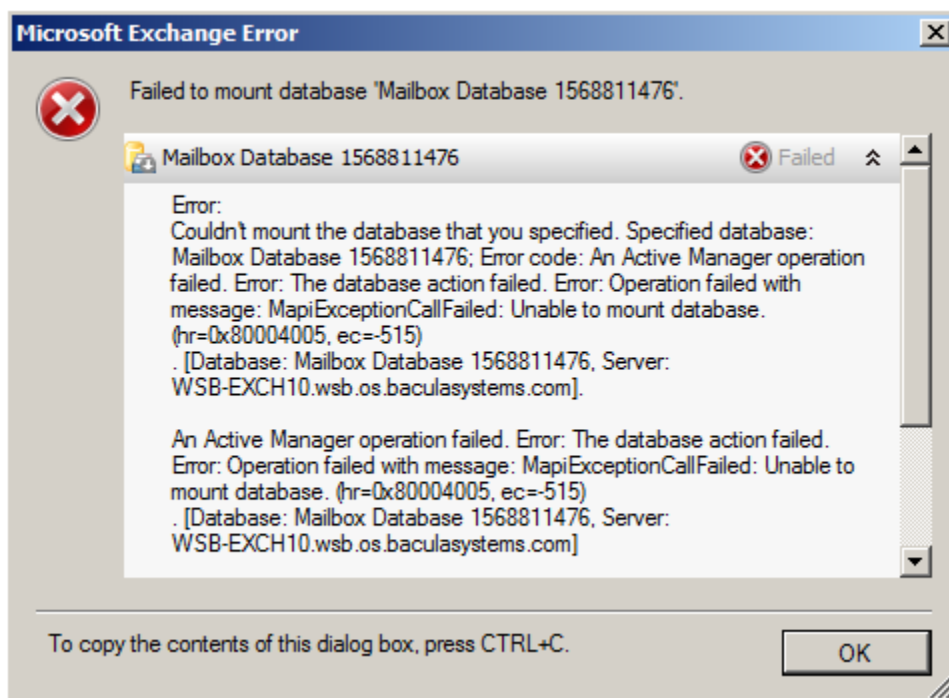 Microsoft Exchange Error
Failed to mount database "Mailbox Database 1568811476".
Mailbox Database 1568811476
Failed
Error:
Couldn't mount the database that you specified. Specified database:
Mailbox Database 1568811476; Error code: An Active Manager operation
failed. Error: The database action failed. Error: Operation failed with
message: MapiExceptionCallFailed: Unable to mount database.
(hr=0x80004005, ec=-515)
. [Database: Mailbox Database 1568811476, Server:
WSB-EXCH10.wsb.os.baculasystems.com].
An Active Manager operation failed. Error: The database action failed.
Error: Operation failed with message: MapiExceptionCallFailed: Unable to
mount database. (hr=0x80004005, ec=-515)
. [Database: Mailbox Database 1568811476, Server:
WSB-EXCH10.wsb.os.baculasystems.com]
To copy the contents of this dialog box, press CTRL+C.
OK